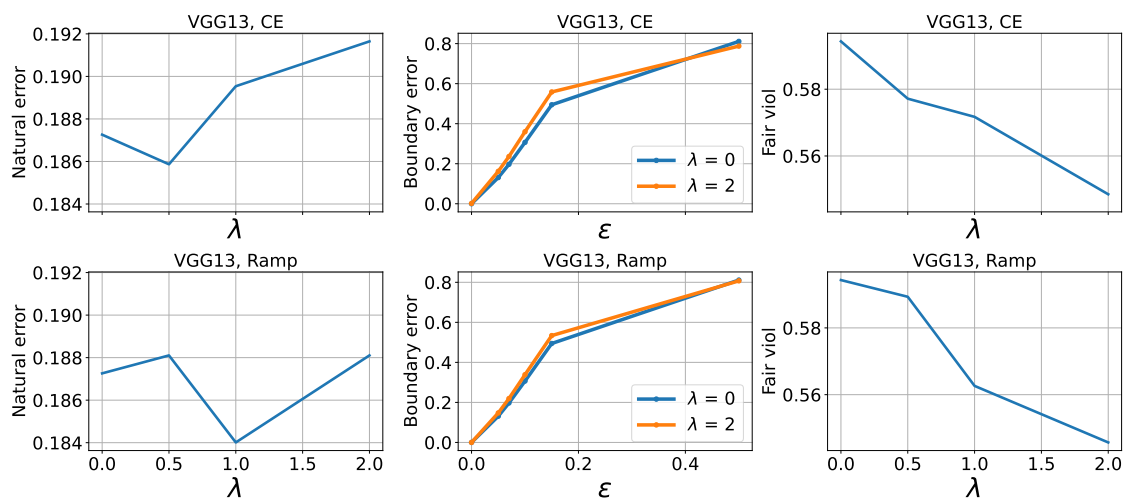 VGG13, CE
Natural error
0.192
0.190
0.188
0.186
0.184
λ
VGG13, CE
Boundary error
0.8
0.6
0.4
0.2
0.0
λ = 0
λ = 2
ε
VGG13, CE
Fair viol
0.58
0.56
λ
VGG13, Ramp
Natural error
0.192
0.190
0.188
0.186
0.184
0.0 0.5 1.0 1.5 2.0
λ
VGG13, Ramp
Boundary error
0.8
0.6
0.4
0.2
0.0
λ = 0
λ = 2
0.0 0.2 0.4
ε
VGG13, Ramp
Fair viol
0.58
0.56
0.0 0.5 1.0 1.5 2.0
λ